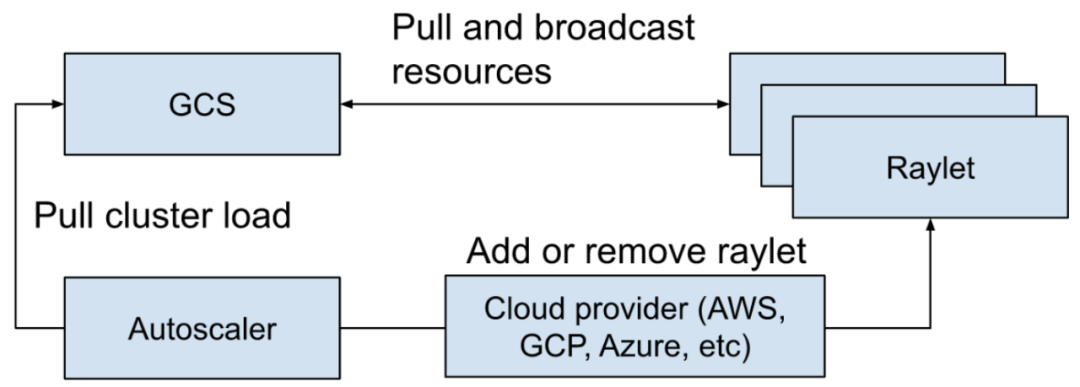 Pull and broadcast
resources
GCS
Raylet
Pull cluster load
Add or remove raylet
Autoscaler
Cloud provider (AWS,
GCP, Azure, etc)